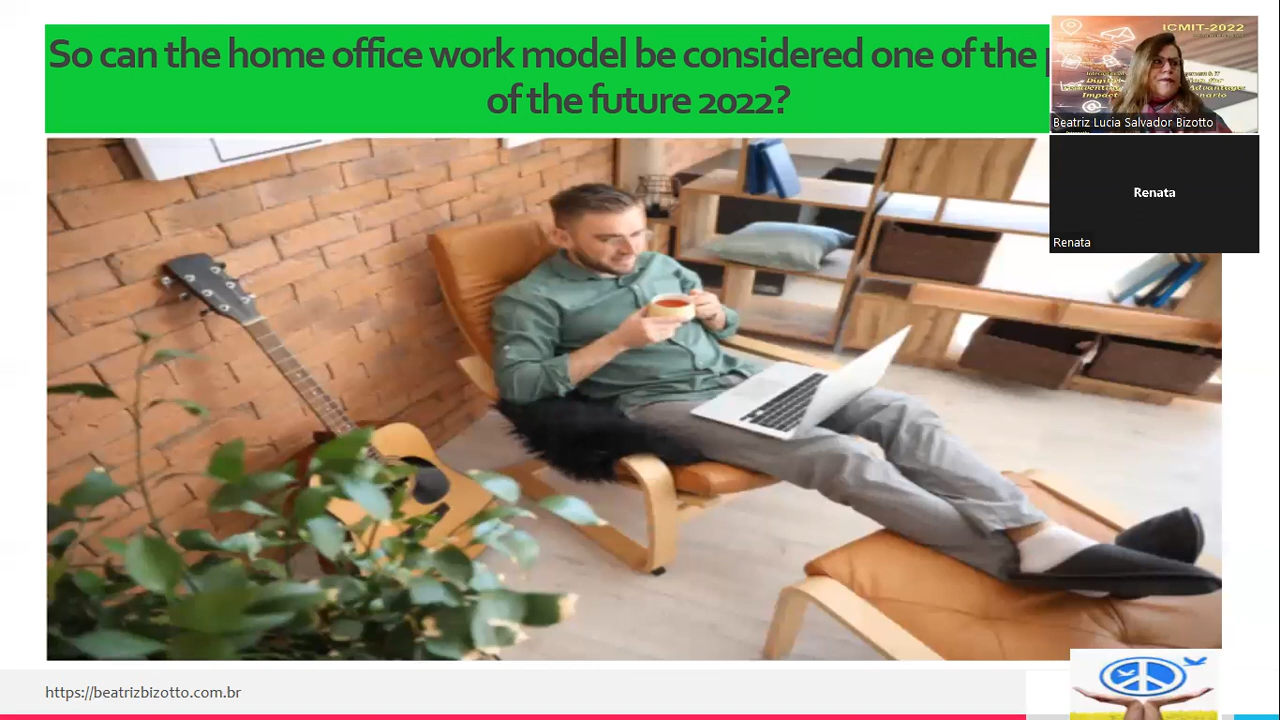 So can the home office work model be considered one of the
of the future 2022?
ICMIT-2022
Beatriz Lucia Salvador Bizotto
Renata
Renata
https://beatrizbizotto.com.br